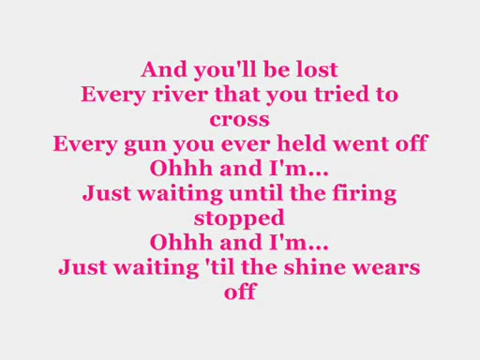 And you'll be lost
Every river that you tried to
cross
Every gun you ever held went off
Ohhh and I'm...
Just waiting until the firing
stopped
Ohhh and I'm...
Just waiting 'til the shine wears
off